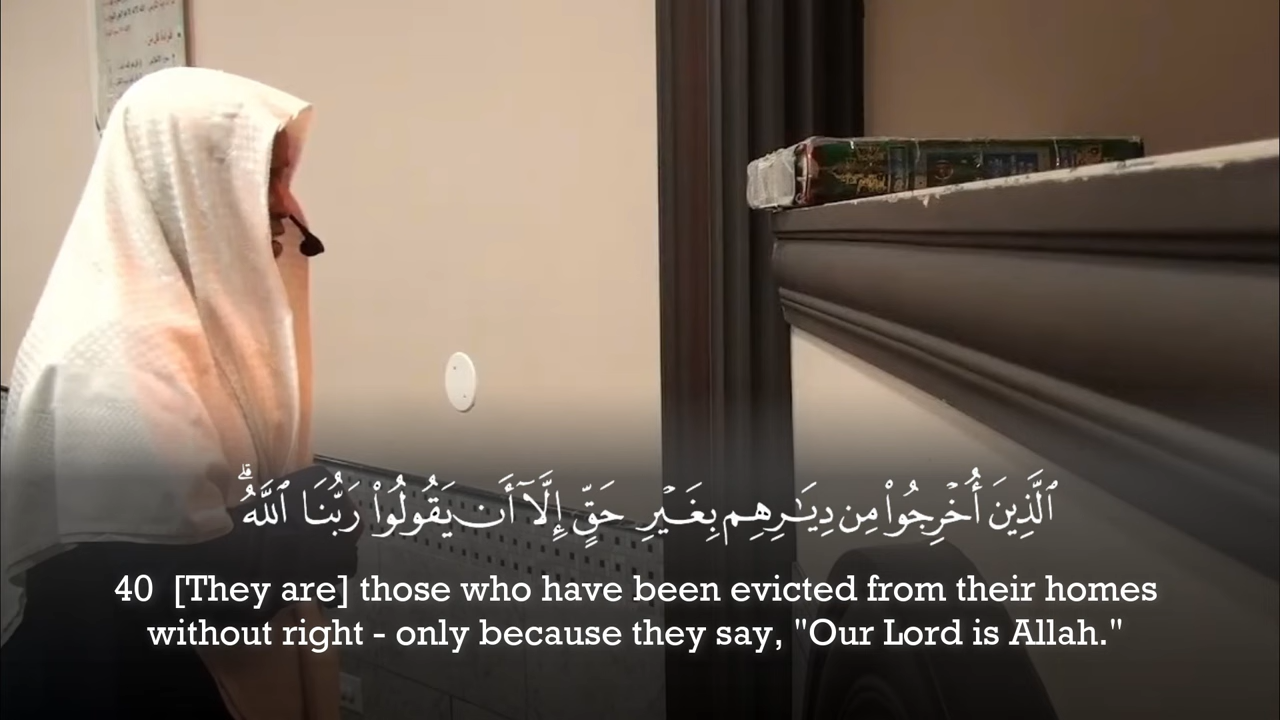 ٱلَّذِينَ أُخۡرِجُواْ مِن دِيَٰرِهِم بِغَيۡرِ حَقٍّ إِلَّآ أَن يَقُولُواْ رَبُّنَا ٱللَّهُۗ
40 [They are] those who have been evicted from their homes
without right - only because they say, "Our Lord is Allah."